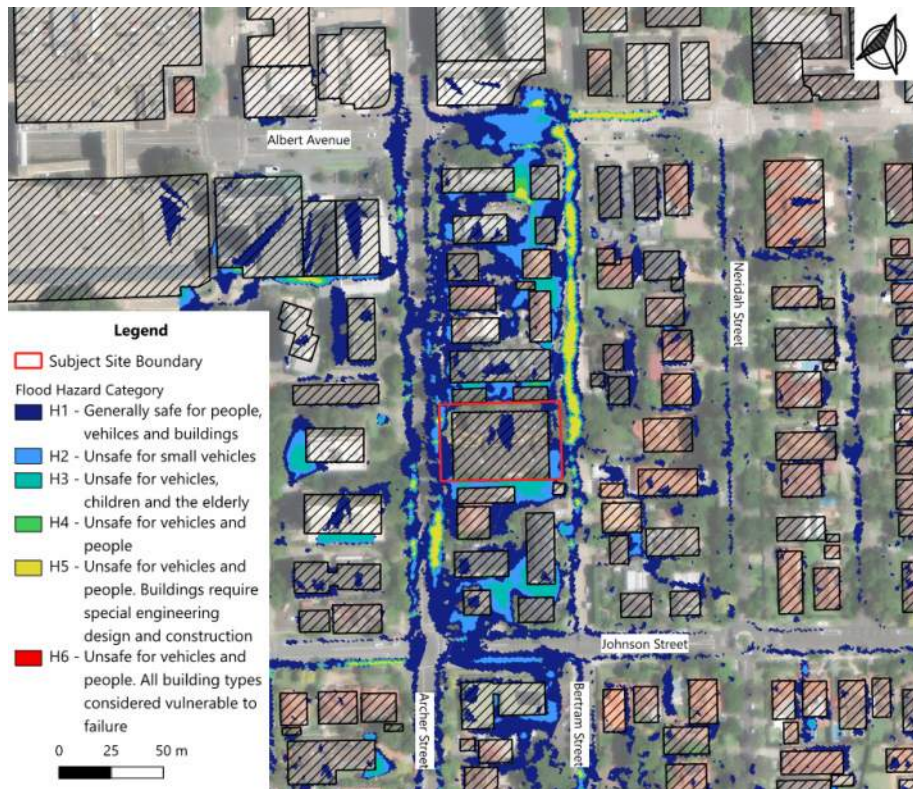 Albert Avenue
Neridah Street
Legend
Subject Site Boundary
Flood Hazard Category
H1 - Generally safe for people,
vehilces and buildings
H2 - Unsafe for small vehicles
H3 - Unsafe for vehicles,
children and the elderly
H4 - Unsafe for vehicles and
people
H5 - Unsafe for vehicles and
people. Buildings require
special engineering
design and construction
H6 - Unsafe for vehicles and
people. All building types
considered vulnerable to
failure
0 25 50 m
Johnson Street
Archer Street
Bertram Street